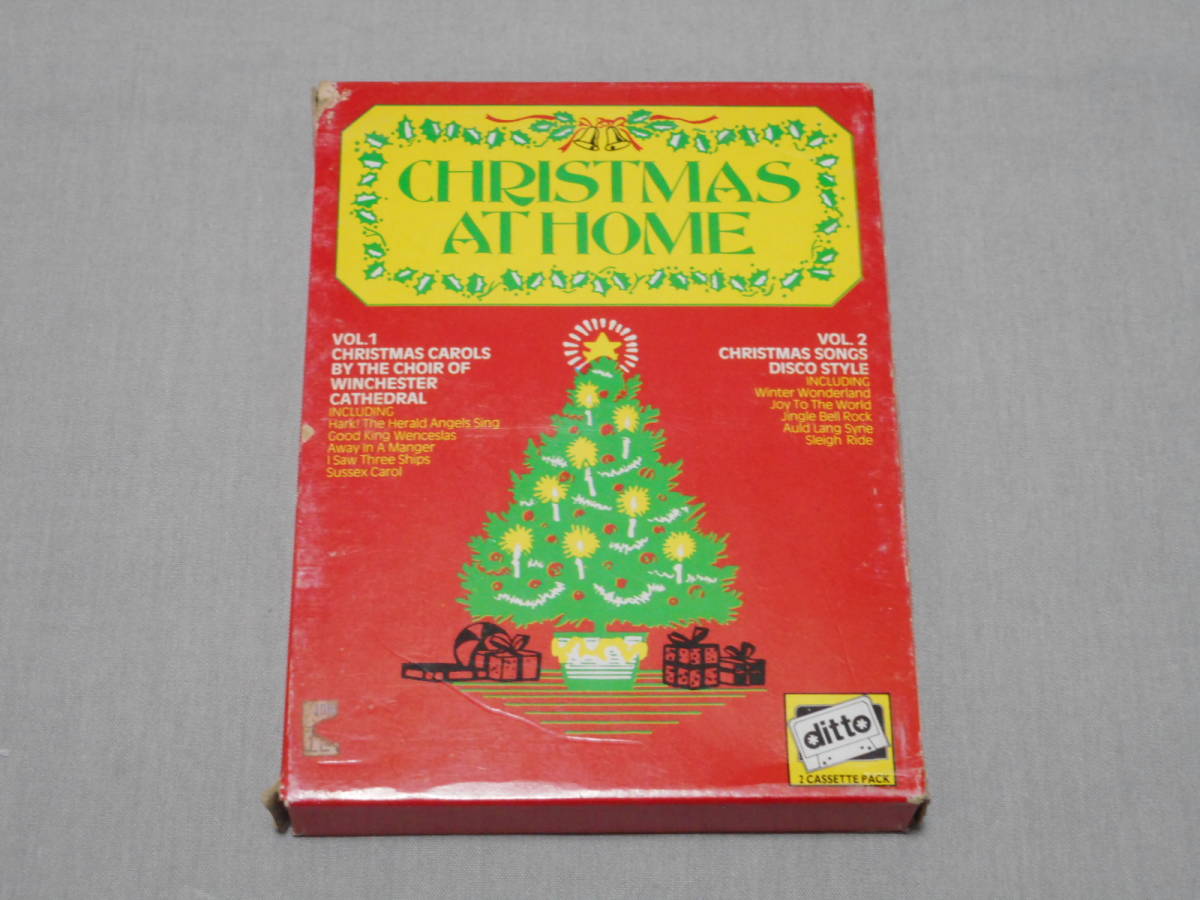 CHRISTMAS
AT HOME
VOL.1
CHRISTMAS CAROLS
BY THE CHOIR OF
WINCHESTER
CATHEDRAL
INCLUDING
Hark! The Herald Angels Sing
Good King Wenceslas
Away In A Manger
I Saw Three Ships
Sussex Carol
VOL. 2
CHRISTMAS SONGS
DISCO STYLE
INCLUDING
Winter Wonderland
Joy To The World
Jingle Bell Rock
Auld Lang Syne
Sleigh Ride
ditto
2 CASSETTE PACK